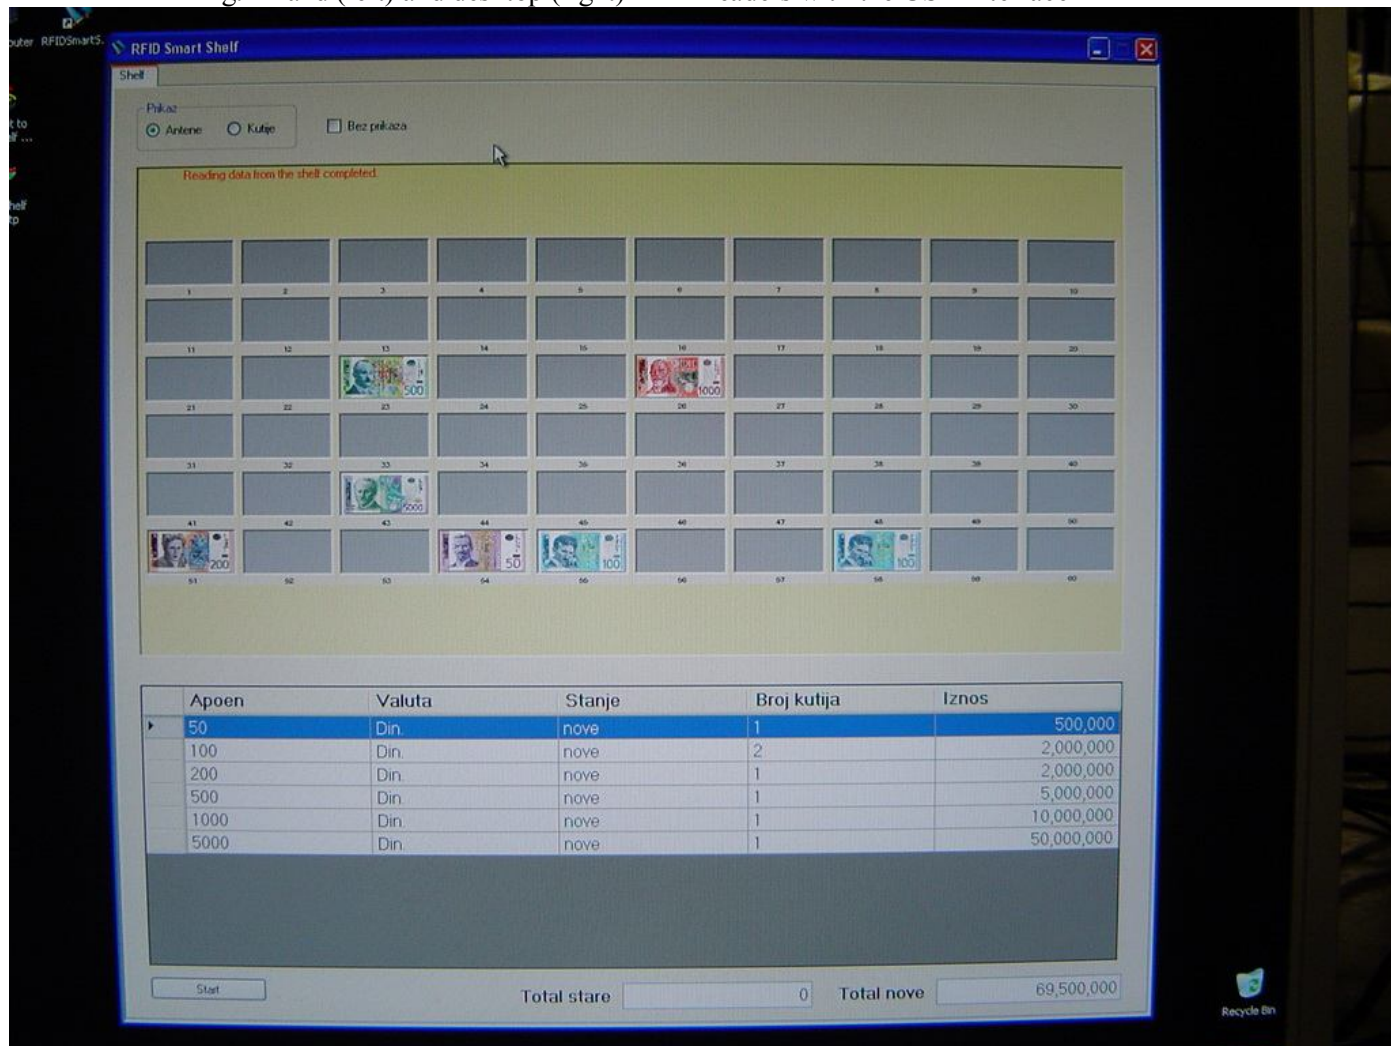 RFIDSmartS.
RFID Smart Shelf
Shelf
Prikaz
Antene Kutije Bez prikaza
Reading data from the shelf completed.
1 2 3 4 5 6 7 8 9 10
11 12 13 14 15 16 17 18 19 20
500 1000
21 22 23 24 25 26 27 28 29 30
31 32 33 34 35 36 37 38 39 40
5000
41 42 43 44 45 46 47 48 49 50
200 50 100 100
51 52 53 54 55 56 57 58 59 60
Apoen Valuta Stanje Broj kutija Iznos
50 Din. nove 1 500,000
100 Din. nove 2 2,000,000
200 Din. nove 1 2,000,000
500 Din. nove 1 5,000,000
1000 Din. nove 1 10,000,000
5000 Din. nove 1 50,000,000
Start Total stare 0 Total nove 69,500,000
Recycle Bin